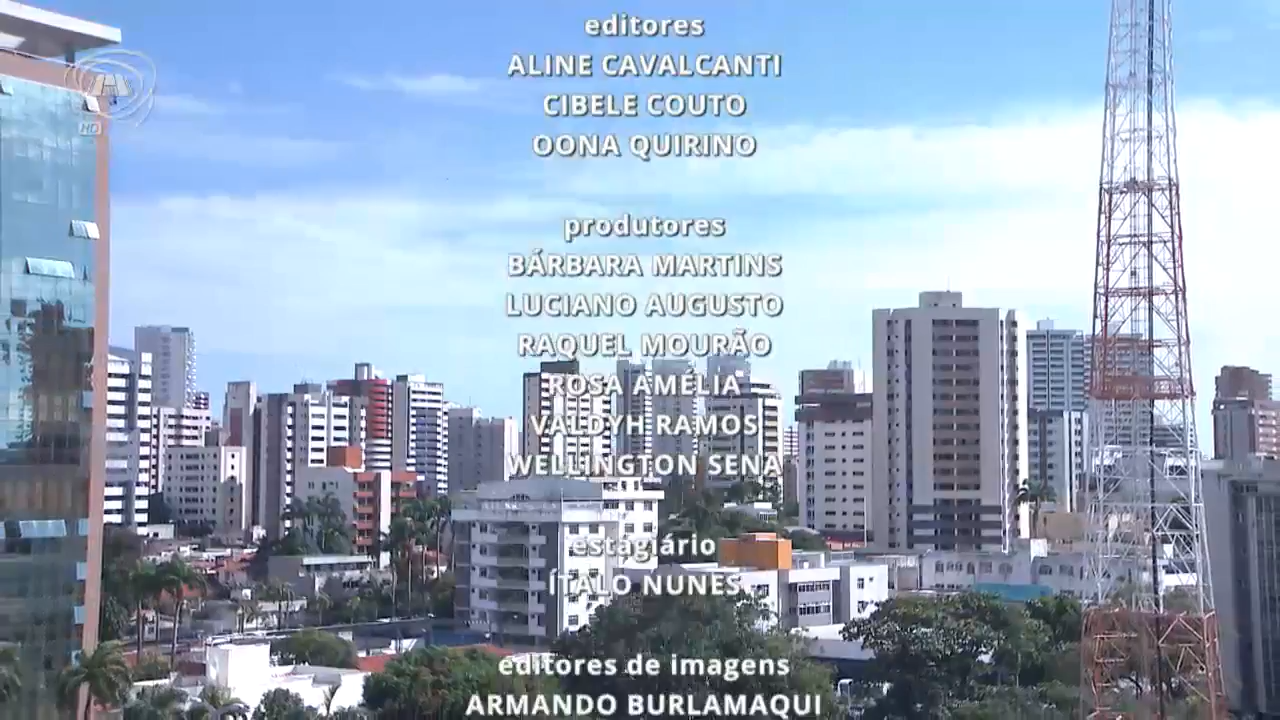 editores
ALINE CAVALCANTI
CIBELE COUTO
OONA QUIRINO
produtores
BÁRBARA MARTINS
LUCIANO AUGUSTO
RAQUEL MOURÃO
ROSA AMÉLIA
VALDYH RAMOS
WELLINGTON SENA
estagiário
ÍTALO NUNES
editores de imagens
ARMANDO BURLAMAQUI
HD